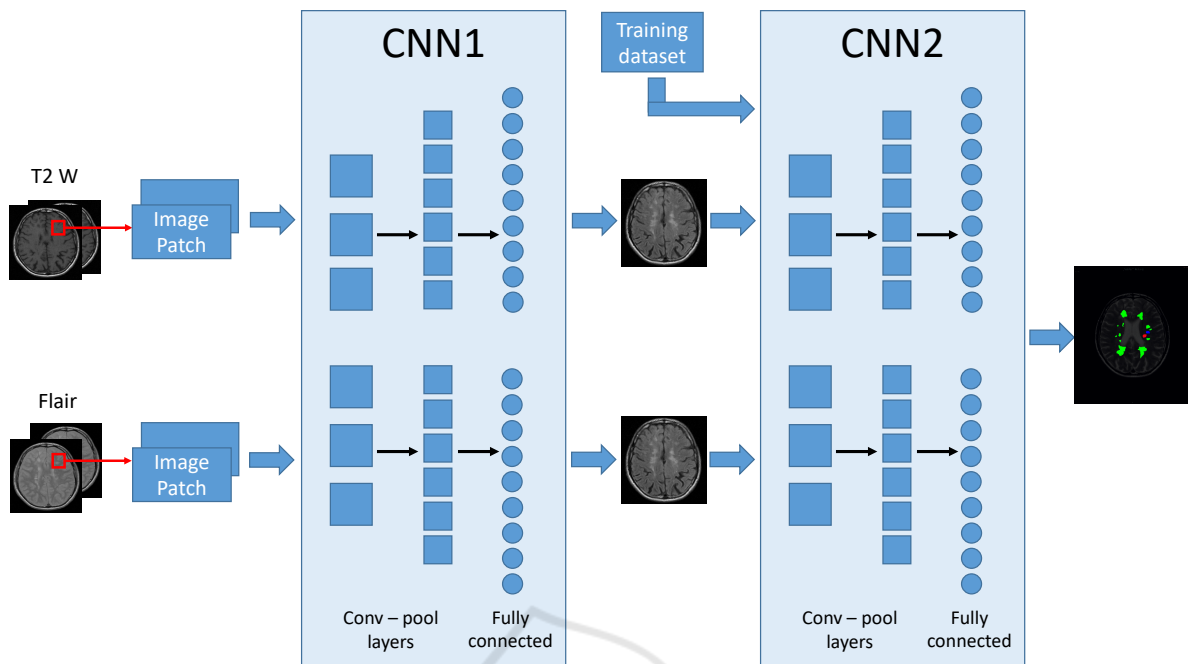 CNN1
Training
dataset
CNN2
T2 W
Image
Patch
Flair
Image
Patch
Conv – pool
layers
Fully
connected
Conv – pool
layers
Fully
connected